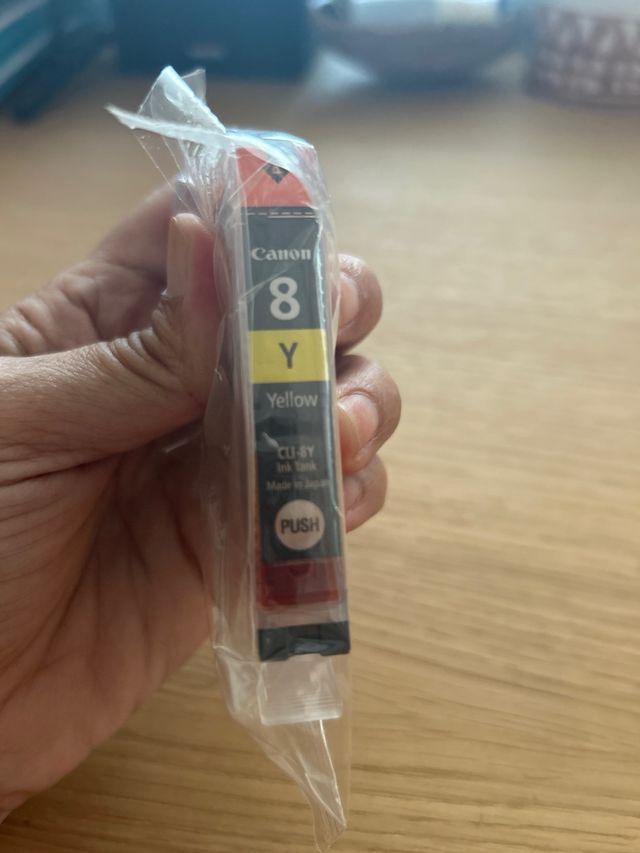 Canon
8
Y
Yellow
CLI-8Y
Ink Tank
Made in Japan
PUSH